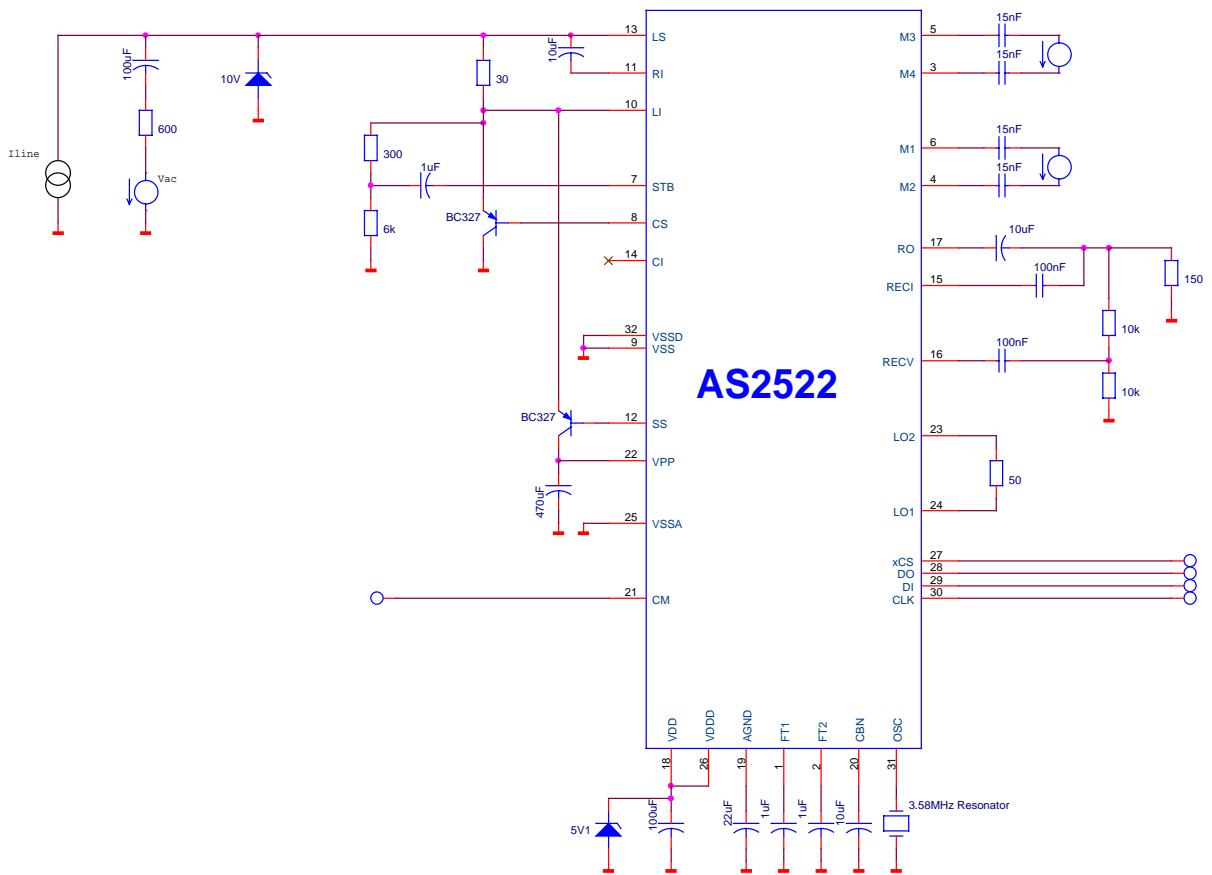 13
LS
11
RI
10
LI
7
STB
8
CS
14
CI
32
VSSD
9
VSS
12
SS
22
VPP
25
VSSA
21
CM
5
M3
3
M4
6
M1
4
M2
17
RO
15
RECI
16
RECV
23
LO2
24
LO1
27
xCS
28
DO
29
DI
30
CLK
AS2522
VDD
VDDD
AGND
FT1
FT2
CBN
OSC
18
26
19
1
2
20
31
100uF
10V
10uF
30
600
300
1uF
Iline
Vac
BC327
6k
BC327
470uF
15nF
15nF
15nF
15nF
10uF
100nF
150
10k
100nF
10k
50
5V1
100uF
22uF
1uF
1uF
10uF
3.58MHz Resonator